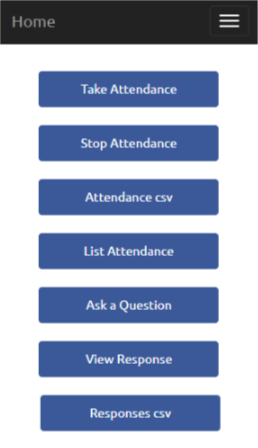 Home
Take Attendance
Stop Attendance
Attendance csv
List Attendance
Ask a Question
View Response
Responses csv